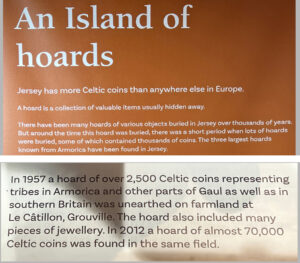 An Island of
hoards
Jersey has more Celtic coins than anywhere else in Europe.
A hoard is a collection of valuable items usually hidden away.
There have been many hoards of various objects buried in Jersey over thousands of years.
But around the time this hoard was buried, there was a short period when lots of hoards
were buried, some of which contained thousands of coins. The three largest hoards
known from Armorica have been found in Jersey.
In 1957 a hoard of over 2,500 Celtic coins representing
tribes in Armorica and other parts of Gaul as well as in
southern Britain was unearthed on farmland at
Le Câtillon, Grouville. The hoard also included many
pieces of jewellery. In 2012 a hoard of almost 70,000
Celtic coins was found in the same field.